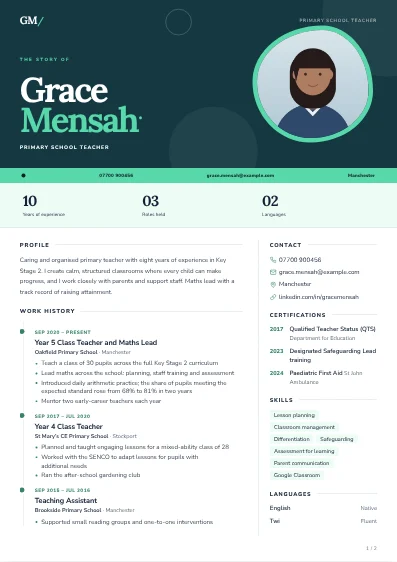 GM/
PRIMARY SCHOOL TEACHER
THE STORY OF
Grace
Mensah
PRIMARY SCHOOL TEACHER
07700 900456
grace.mensah@example.com
Manchester
10
Years of experience
03
Roles held
02
Languages
PROFILE
Caring and organised primary teacher with eight years of experience in Key
Stage 2. I create calm, structured classrooms where every child can make
progress, and I work closely with parents and support staff. Maths lead with a
track record of raising attainment.
WORK HISTORY
SEP 2020 – PRESENT
Year 5 Class Teacher and Maths Lead
Oakfield Primary School · Manchester
• Teach a class of 30 pupils across the full Key Stage 2 curriculum
• Lead maths across the school: planning, staff training and assessment
• Introduced daily arithmetic practice; the share of pupils meeting the
expected standard rose from 68% to 81% in two years
• Mentor two early-career teachers each year
SEP 2017 – JUL 2020
Year 4 Class Teacher
St Mary's CE Primary School · Stockport
• Planned and taught engaging lessons for a mixed-ability class of 28
• Worked with the SENCO to adapt lessons for pupils with
additional needs
• Ran the after-school gardening club
SEP 2015 – JUL 2016
Teaching Assistant
Brookside Primary School · Manchester
• Supported small reading groups and one-to-one interventions
CONTACT
07700 900456
grace.mensah@example.com
Manchester
linkedin.com/in/gracemensah
CERTIFICATIONS
2017 Qualified Teacher Status (QTS)
Department for Education
2023 Designated Safeguarding Lead
training
2024 Paediatric First Aid St John
Ambulance
SKILLS
Lesson planning
Classroom management
Differentiation Safeguarding
Assessment for learning
Parent communication
Google Classroom
LANGUAGES
English Native
Twi Fluent
1 / 2